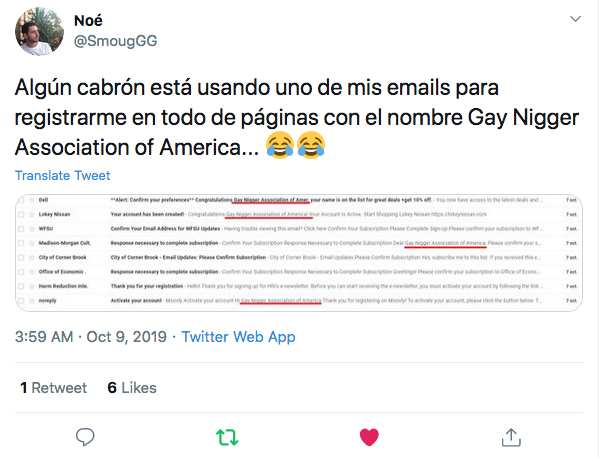 Noé
@SmougGG
Algún cabrón está usando uno de mis emails para
registrarme en todo de páginas con el nombre Gay Nigger
Association of America... 😂😂
Translate Tweet
Dell **Alert: Confirm your preferences** Congratulations Gay Nigger Association of Amer, your name is on the list for great deals +get 10% off. - You now have access to the latest deals and... 7 oct.
Lokey Nissan Your account has been created! - Congratulations Gay Nigger Association of America! Your Account Is Active. Start Shopping Lokey Nissan https://lokeynissan.com 7 oct.
WFSU Confirm Your Email Address for WFSU Updates - Having trouble viewing this email? Click here Confirm Your Subscription Please Complete Sign-Up Please confirm your subscription to WF... 7 oct.
Madison-Morgan Cult. Response necessary to complete subscription - Confirm Your Subscription Response Necessary to Complete Subscription Dear Gay Nigger Association of America, Please confirm your s... 7 oct.
City of Corner Brook City of Corner Brook - Email Updates: Please Confirm Subscription - City of Corner Brook - Email Updates Please Confirm Subscription Yes, subscribe me to this list. If you received this e... 7 oct.
Office of Economic . Response necessary to complete subscription - Confirm Your Subscription Response Necessary to Complete Subscription Greetings! Please confirm your subscription to Office of Econo... 7 oct.
Harm Reduction Inte. Thank you for your registration - Hello! Thank you for signing up for HRI's e-newsletter. Before you can start receiving the e-newsletter, you must activate your account by following the link ... 7 oct.
noreply Activate your account - Moonly Activate your account Hi Gay Nigger Association of America Thank you for registering on Moonly! To activate your account, please click the button below. T... 7 oct.
3:59 AM · Oct 9, 2019 · Twitter Web App
1 Retweet 6 Likes